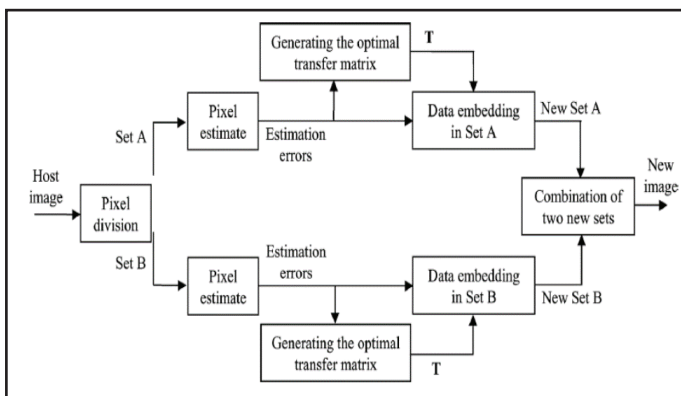 Generating the optimal
transfer matrix
T
Set A
Pixel
estimate
Estimation
errors
Data embedding
in Set A
New Set A
Host
image
Pixel
division
Combination of
two new sets
New
image
Set B
Pixel
estimate
Estimation
errors
Data embedding
in Set B
New Set B
Generating the optimal
transfer matrix
T